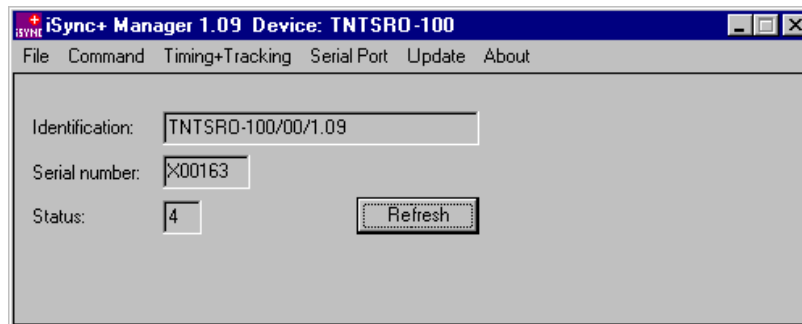 iSync+ Manager 1.09 Device: TNTSRO-100
File Command Timing+Tracking Serial Port Update About
Identification: TNTSRO-100/00/1.09
Serial number: X00163
Status: 4 Refresh